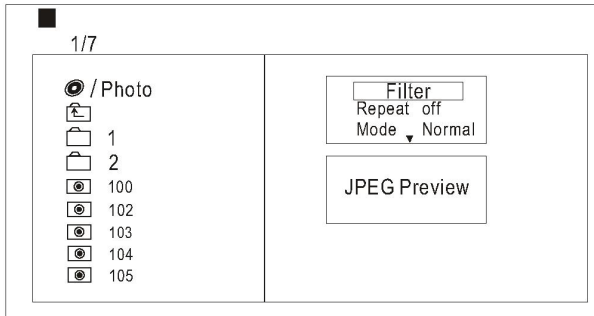 1/7
/ Photo
1
2
100
102
103
104
105
Filter
Repeat off
Mode Normal
JPEG Preview